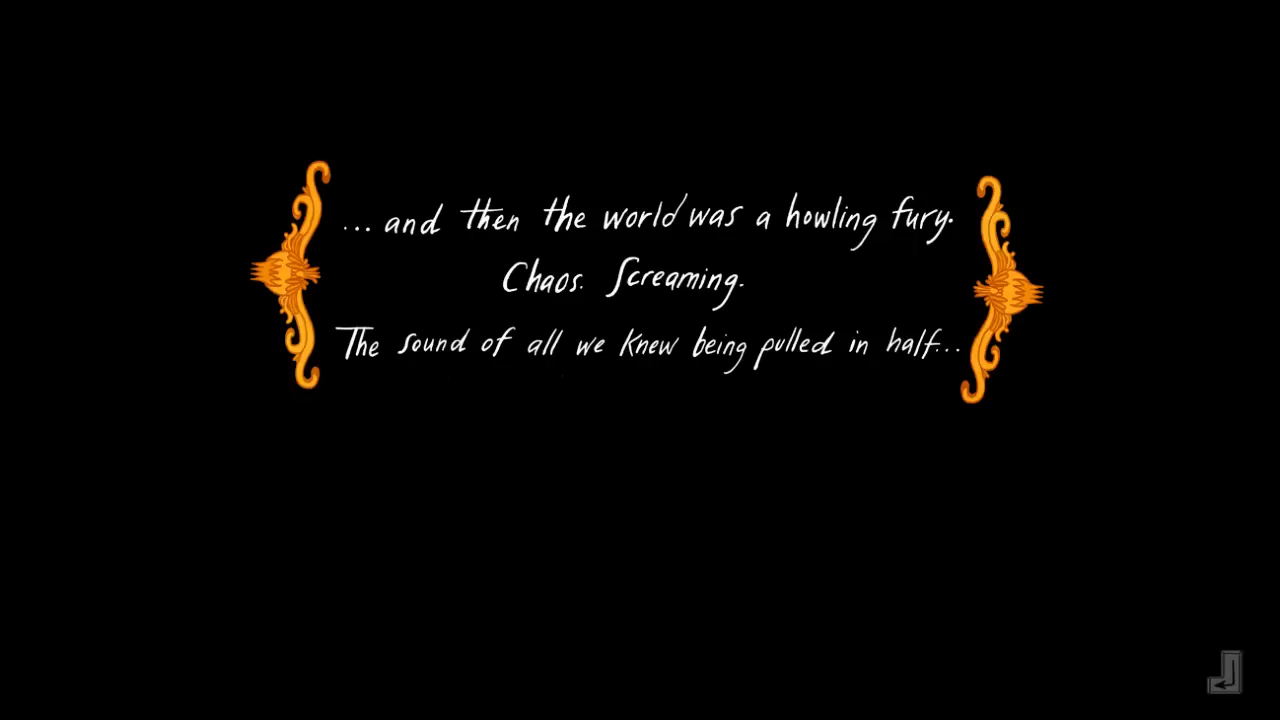 ...and then the world was a howling fury.
Chaos. Screaming.
The sound of all we knew being pulled in half...